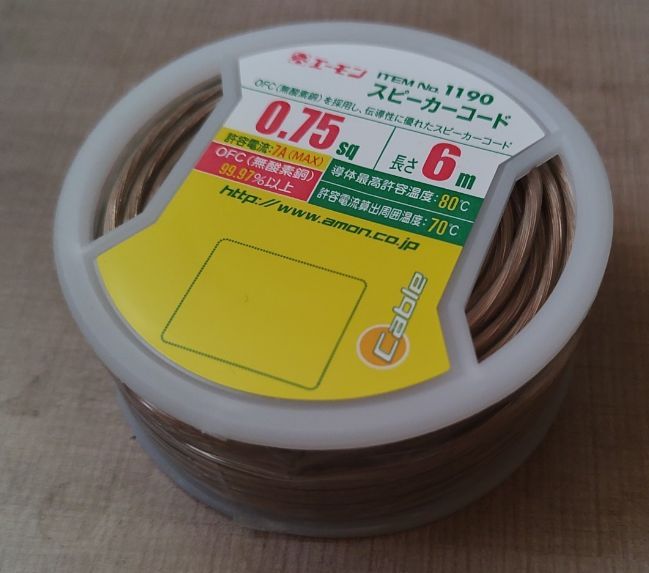 エーモン ITEM No. 1190
スピーカーコード
OFC(無酸素銅)を採用し、伝導性に優れたスピーカーコード
0.75sq 長さ 6m
許容電流:7A(MAX)
OFC(無酸素銅)
99.97%以上
導体最高許容温度:80℃
許容電流算出周囲温度:70℃
http://www.amon.co.jp
Cable